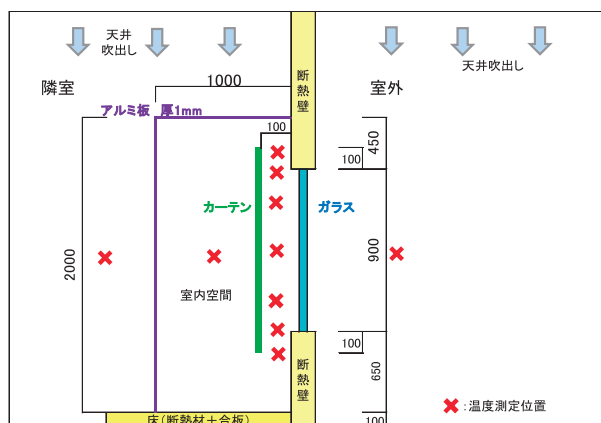 天井
吹出し
天井吹出し
隣室
1000
断熱壁
室外
アルミ板 厚1mm
100
450
100
カーテン
ガラス
2000
900
室内空間
100
断熱壁
650
×:温度測定位置
床(断熱材+合板)
100